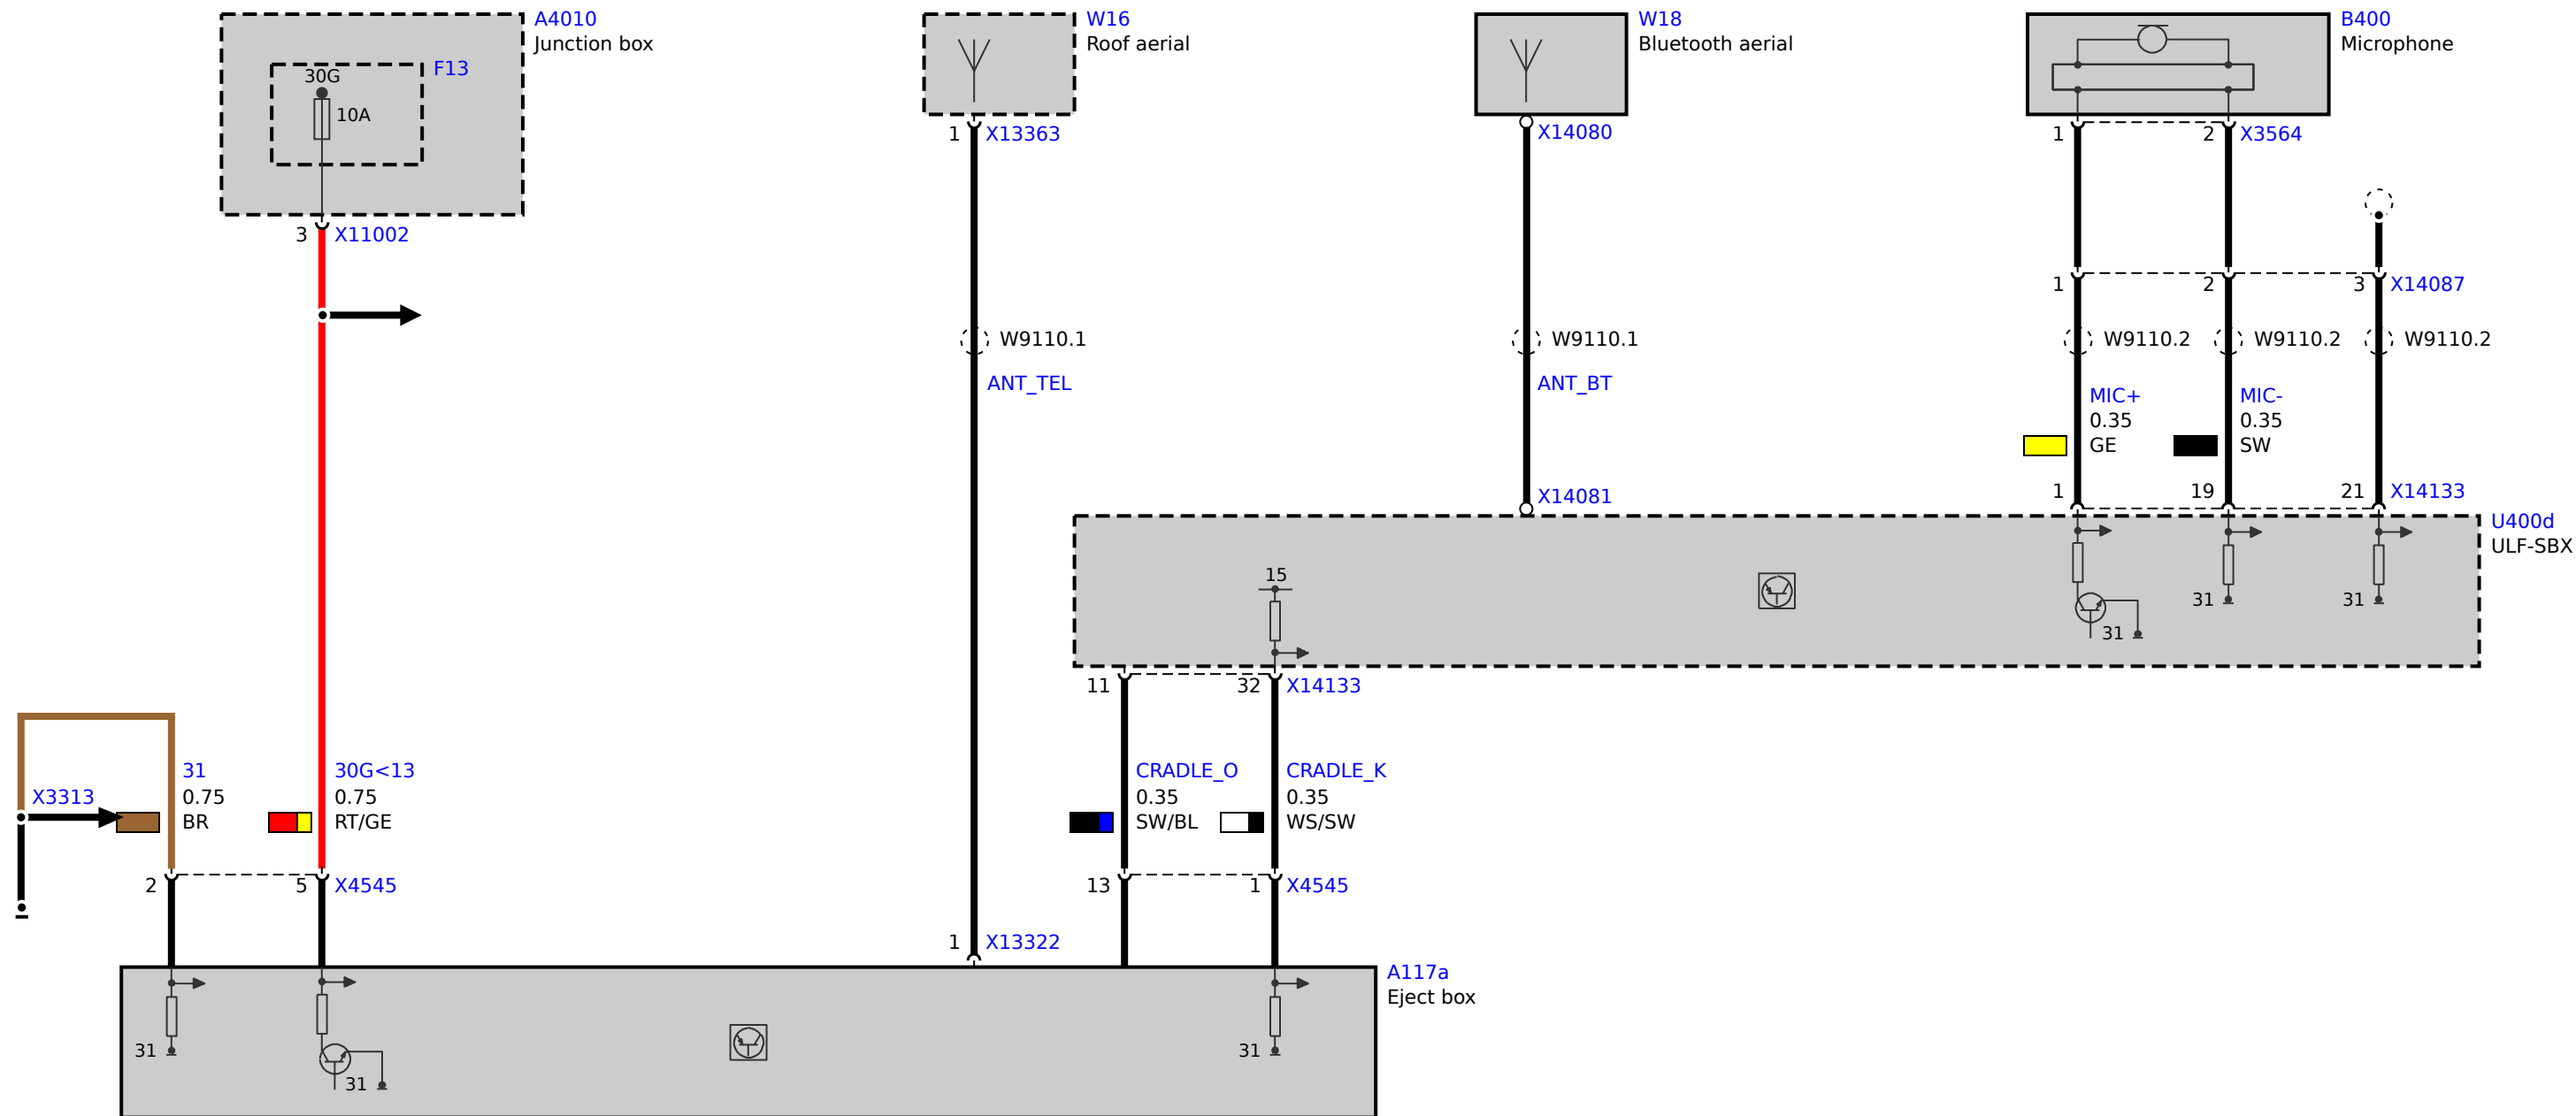 A4010
Junction box
F13
30G
10A
3 X11002
W16
Roof aerial
1 X13363
W9110.1
ANT_TEL
W18
Bluetooth aerial
X14080
W9110.1
ANT_BT
X14081
B400
Microphone
1 2 X3564
1 2 3 X14087
W9110.2 W9110.2 W9110.2
MIC+ MIC-
0.35 0.35
GE SW
1 19 21 X14133
U400d
ULF-SBX
15
31 31
31
11 32 X14133
X3313
31 30G<13
0.75 0.75
BR RT/GE
CRADLE_O CRADLE_K
0.35 0.35
SW/BL WS/SW
2 5 X4545
13 1 X4545
1 X13322
A117a
Eject box
31 31
31